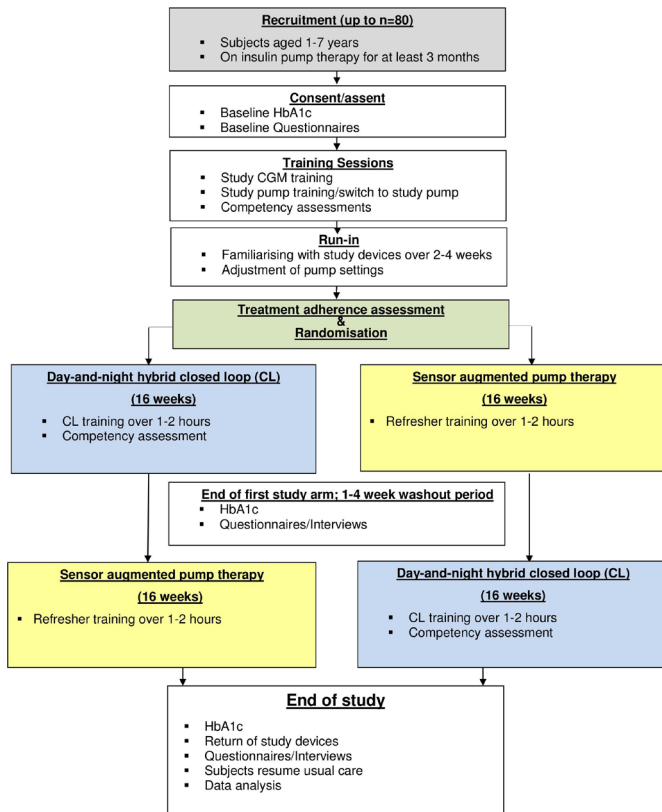 Recruitment (up to n=80)
▪ Subjects aged 1-7 years
▪ On insulin pump therapy for at least 3 months
Consent/assent
▪ Baseline HbA1c
▪ Baseline Questionnaires
Training Sessions
▪ Study CGM training
▪ Study pump training/switch to study pump
▪ Competency assessments
Run-in
▪ Familiarising with study devices over 2-4 weeks
▪ Adjustment of pump settings
Treatment adherence assessment
&
Randomisation
Day-and-night hybrid closed loop (CL)
(16 weeks)
▪ CL training over 1-2 hours
▪ Competency assessment
Sensor augmented pump therapy
(16 weeks)
▪ Refresher training over 1-2 hours
End of first study arm; 1-4 week washout period
▪ HbA1c
▪ Questionnaires/Interviews
Sensor augmented pump therapy
(16 weeks)
▪ Refresher training over 1-2 hours
Day-and-night hybrid closed loop (CL)
(16 weeks)
▪ CL training over 1-2 hours
▪ Competency assessment
End of study
▪ HbA1c
▪ Return of study devices
▪ Questionnaires/Interviews
▪ Subjects resume usual care
▪ Data analysis